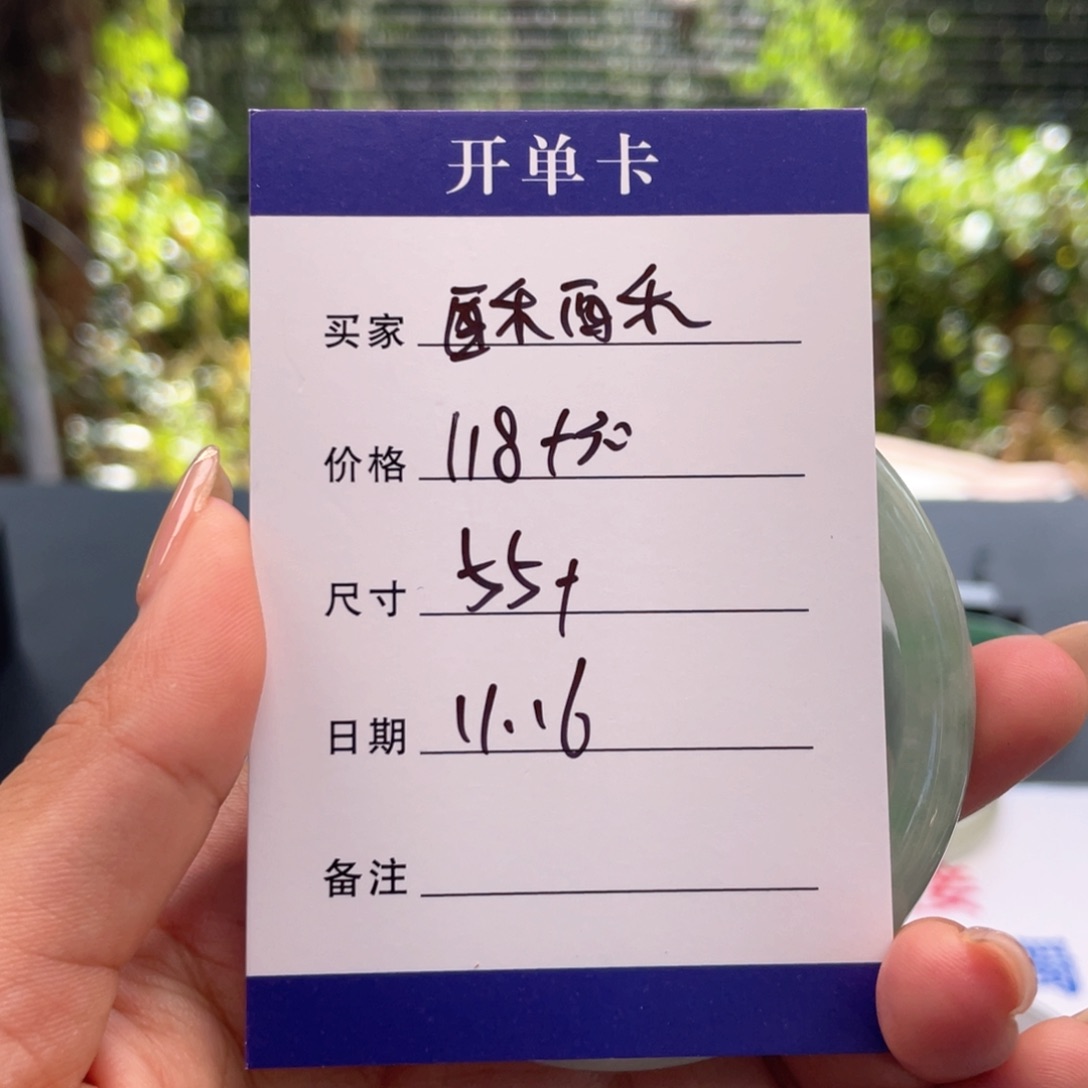 开单卡
买家 酥酥
价格 118+
尺寸 55+
日期 11.16
备注